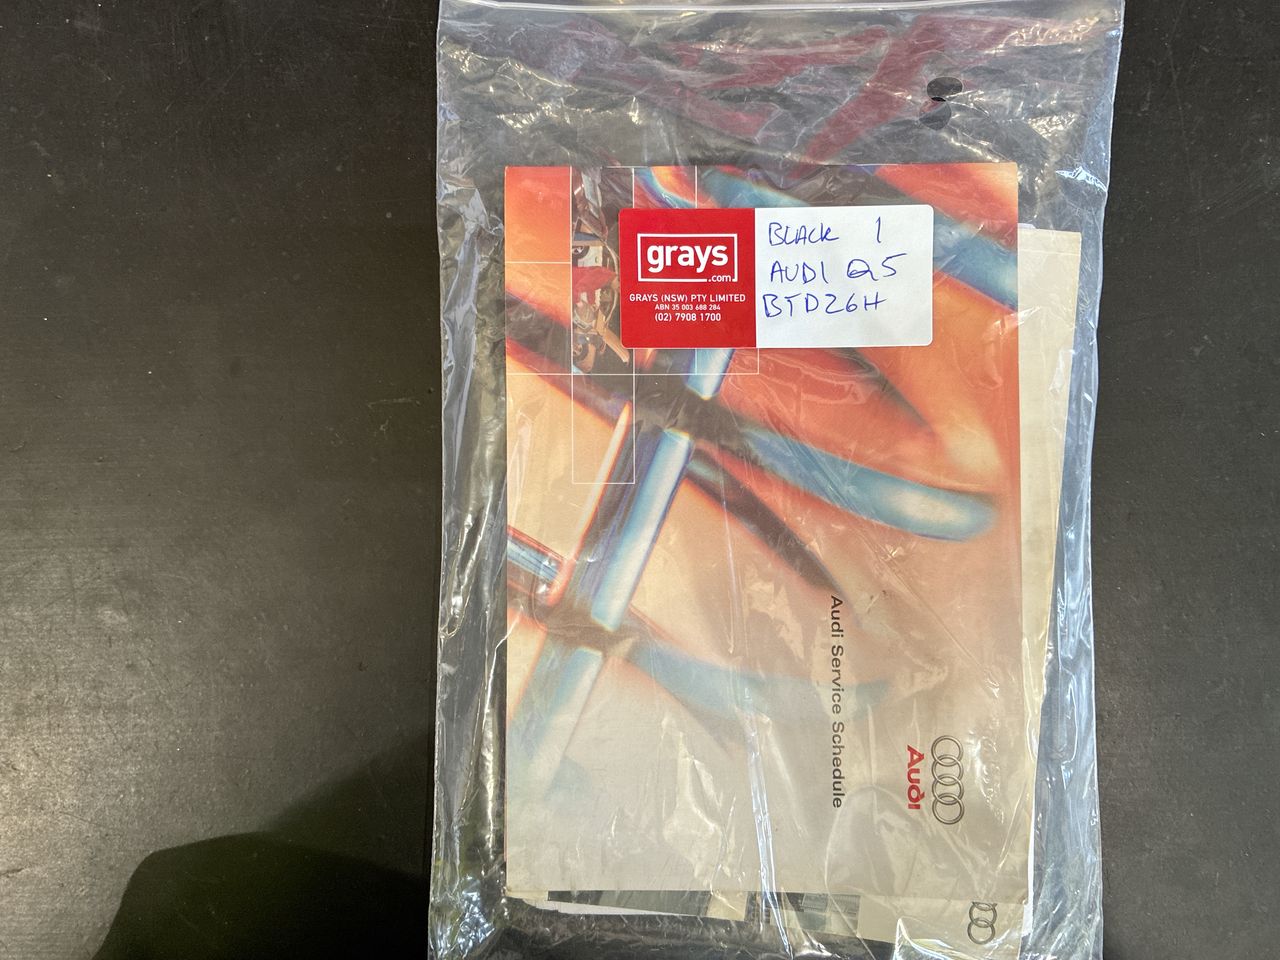 grays
.com
GRAYS (NSW) PTY LIMITED
ABN 35 003 688 284
(02) 7908 1700
BLACK 1
AUDI Q5
BTD26H
Audi Service Schedule
Audi